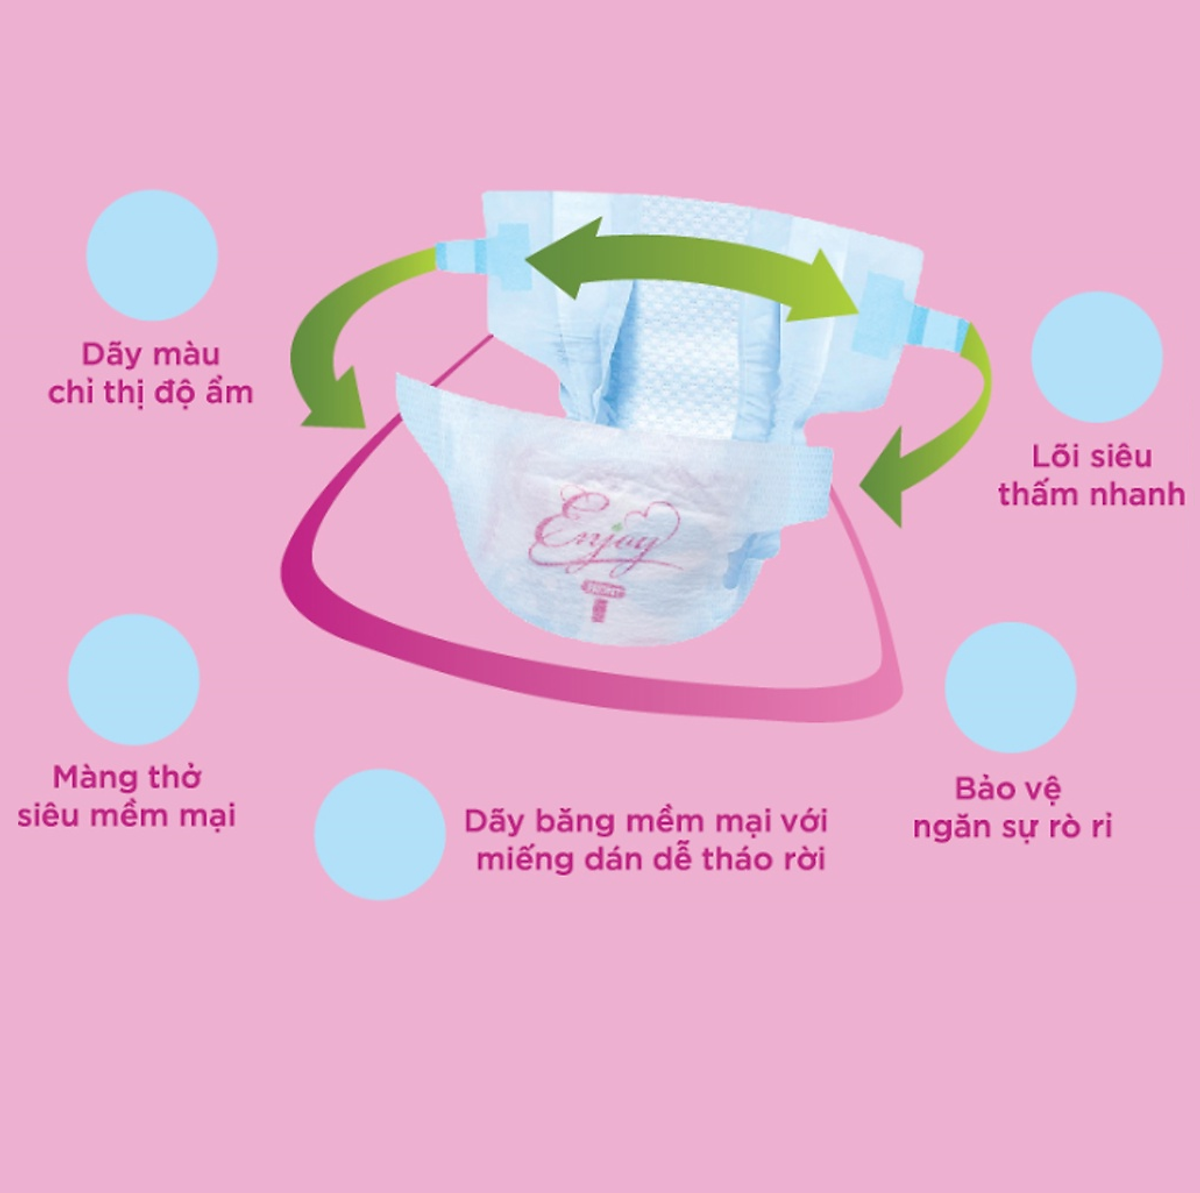 Dãy màu
chỉ thị độ ẩm
Lõi siêu
thấm nhanh
Enjoy
FRONT
Màng thở
siêu mềm mại
Dãy băng mềm mại với
miếng dán dễ tháo rời
Bảo vệ
ngăn sự rò rỉ